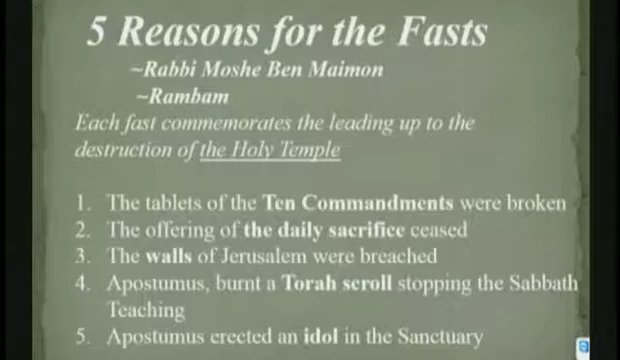 5 Reasons for the Fasts
~Rabbi Moshe Ben Maimon
~Rambam
Each fast commemorates the leading up to the
destruction of the Holy Temple
1. The tablets of the Ten Commandments were broken
2. The offering of the daily sacrifice ceased
3. The walls of Jerusalem were breached
4. Apostumus, burnt a Torah scroll stopping the Sabbath
Teaching
5. Apostumus erected an idol in the Sanctuary